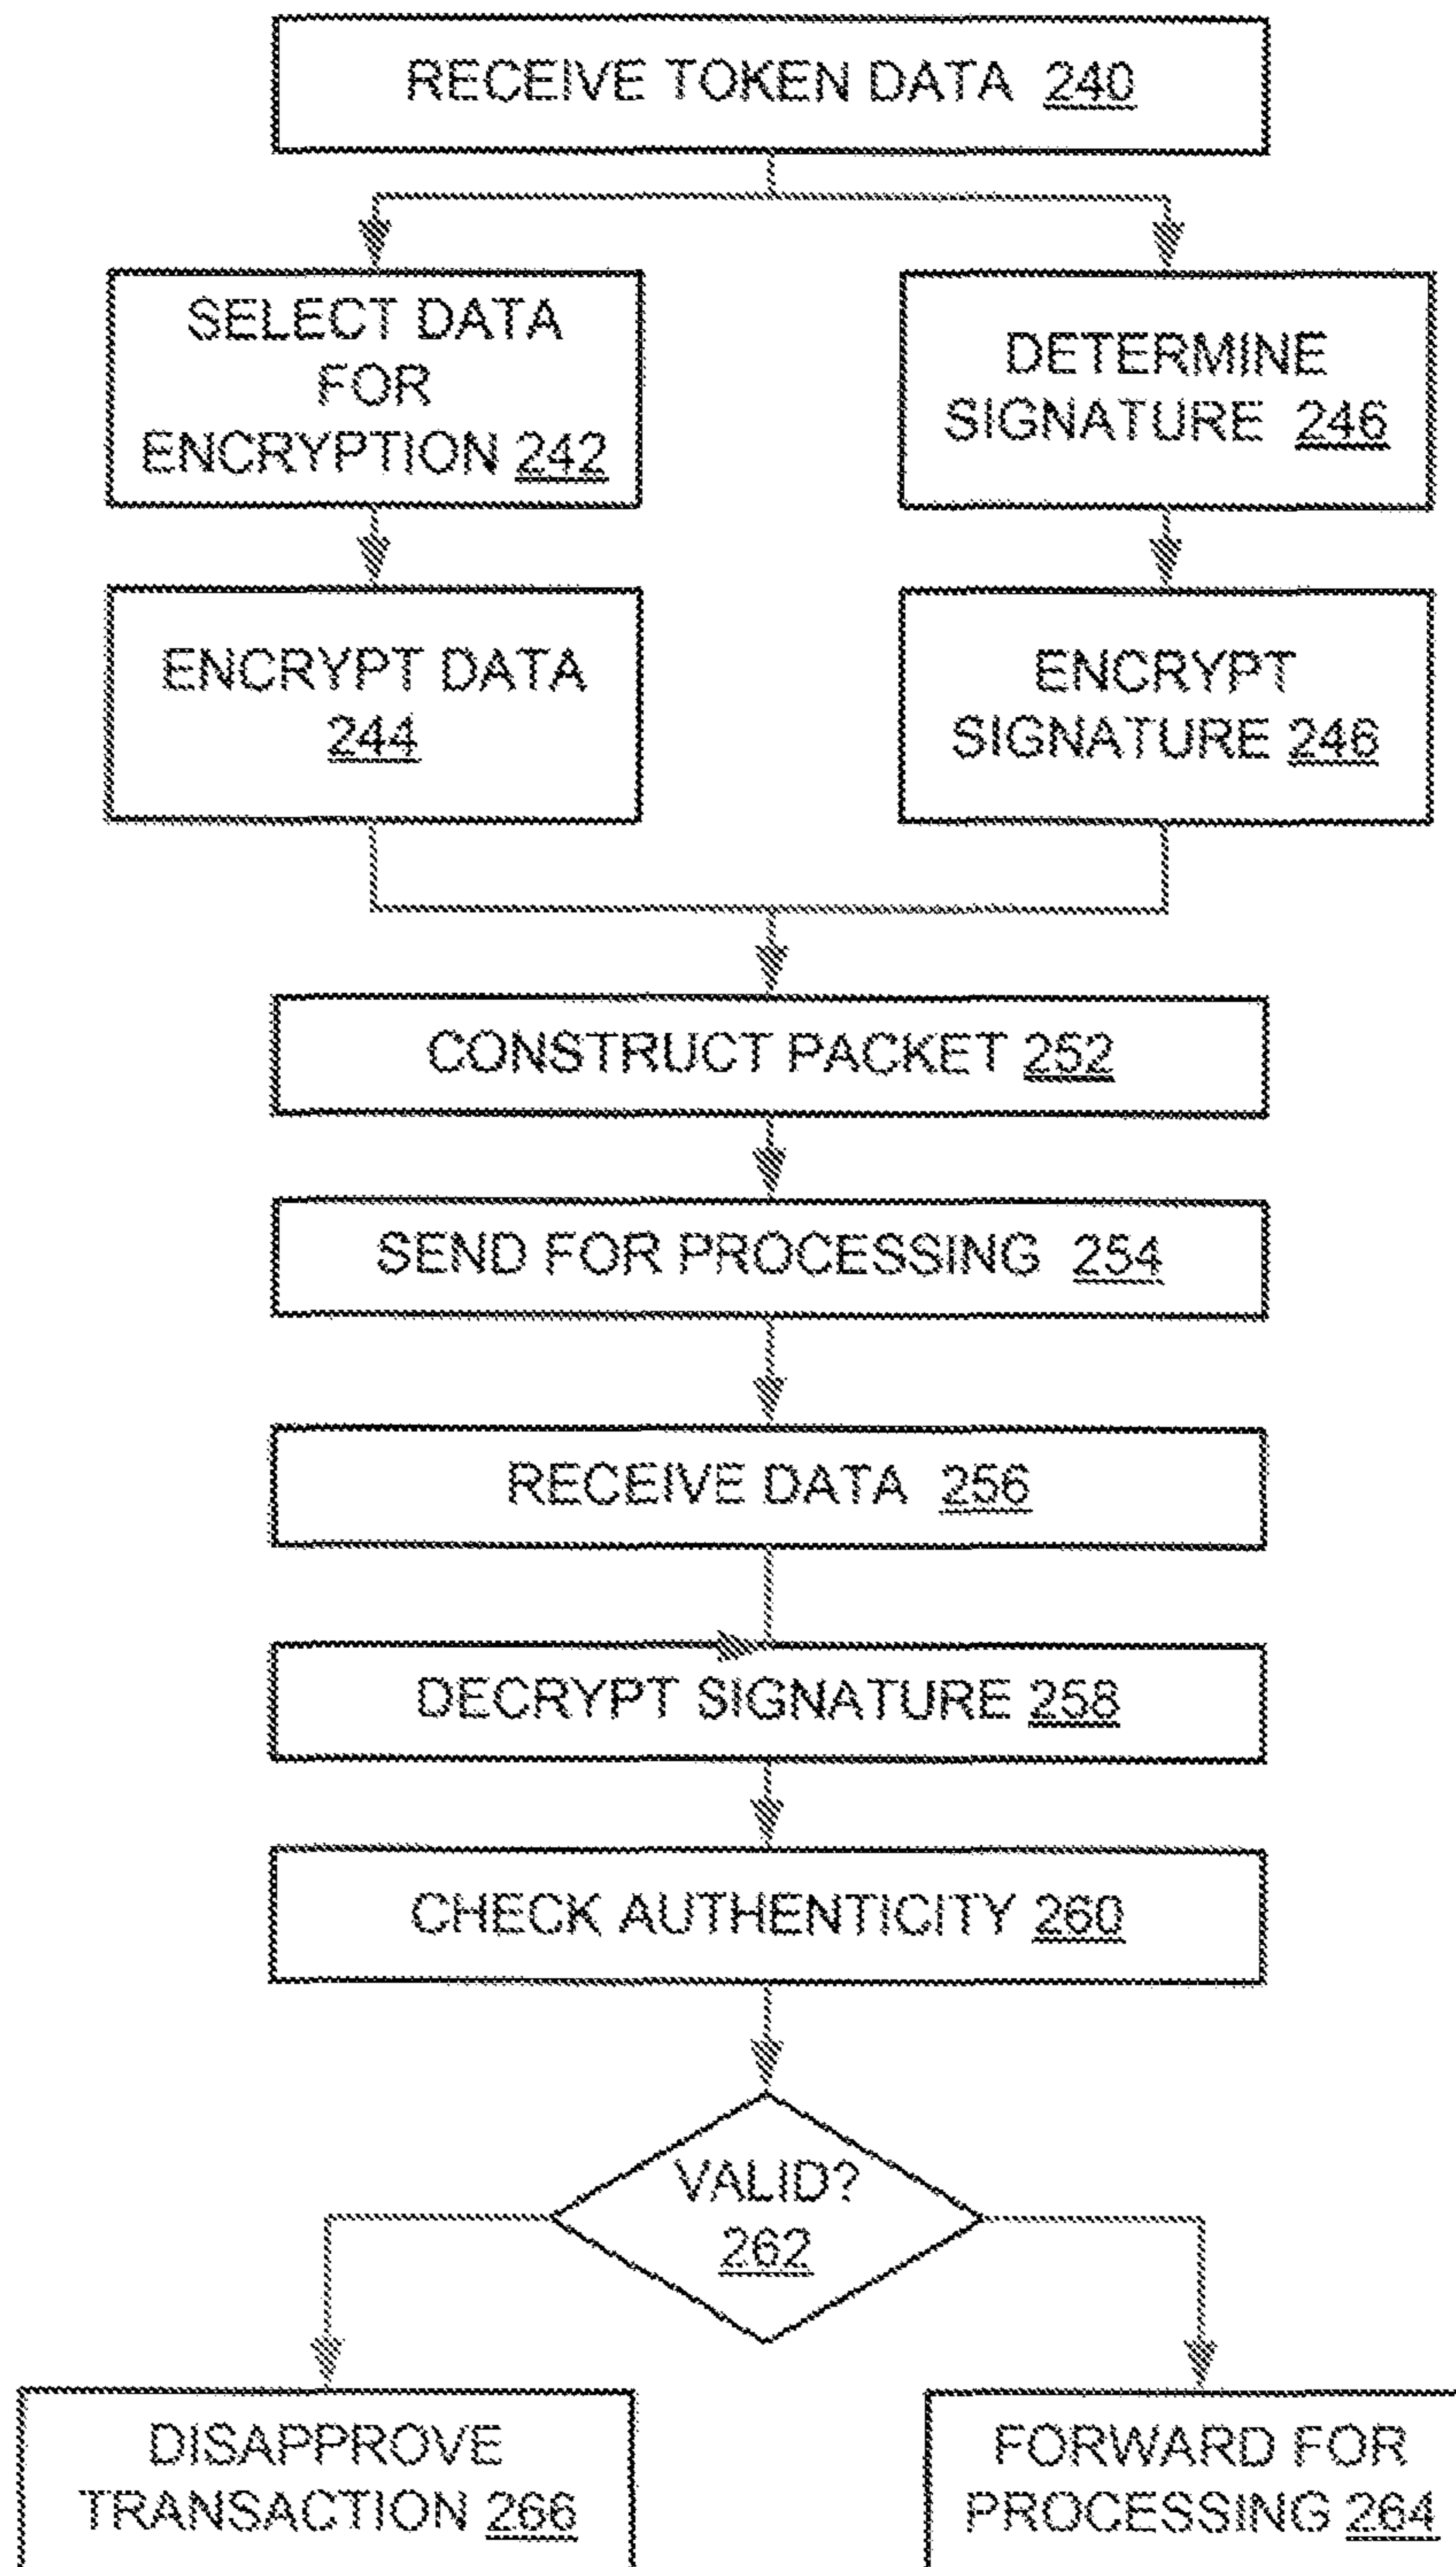 RECEIVE TOKEN DATA 240
SELECT DATA
FOR
ENCRYPTION 242
DETERMINE
SIGNATURE 246
ENCRYPT DATA
244
ENCRYPT
SIGNATURE 246
CONSTRUCT PACKET 252
SEND FOR PROCESSING 254
RECEIVE DATA 256
DECRYPT SIGNATURE 258
CHECK AUTHENTICITY 260
VALID?
262
DISAPPROVE
TRANSACTION 266
FORWARD FOR
PROCESSING 264